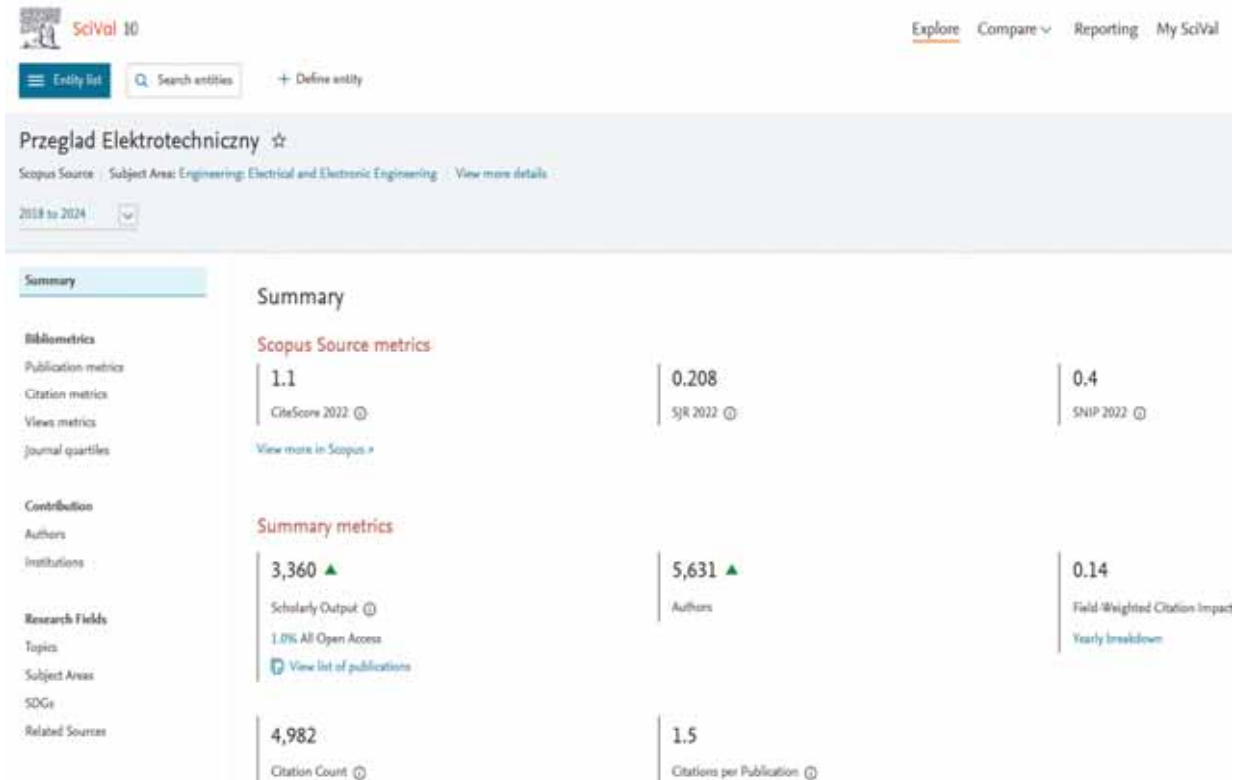 SciVal 10
Explore Compare Reporting My SciVal
Entity list Search entities + Define entity
Przeglad Elektrotechniczny ☆
Scopus Source Subject Area: Engineering: Electrical and Electronic Engineering View more details
2018 to 2024
Summary
Bibliometrics
Publication metrics
Citation metrics
Views metrics
Journal quartiles
Contribution
Authors
Institutions
Research Fields
Topics
Subject Areas
SDGs
Related Sources
Summary
Scopus Source metrics
1.1
CiteScore 2022
0.208
SJR 2022
0.4
SNIP 2022
View more in Scopus
Summary metrics
3,360 ▲
Scholarly Output
1.0% All Open Access
View list of publications
5,631 ▲
Authors
0.14
Field-Weighted Citation Impact
Yearly breakdown
4,982
Citation Count
1.5
Citations per Publication